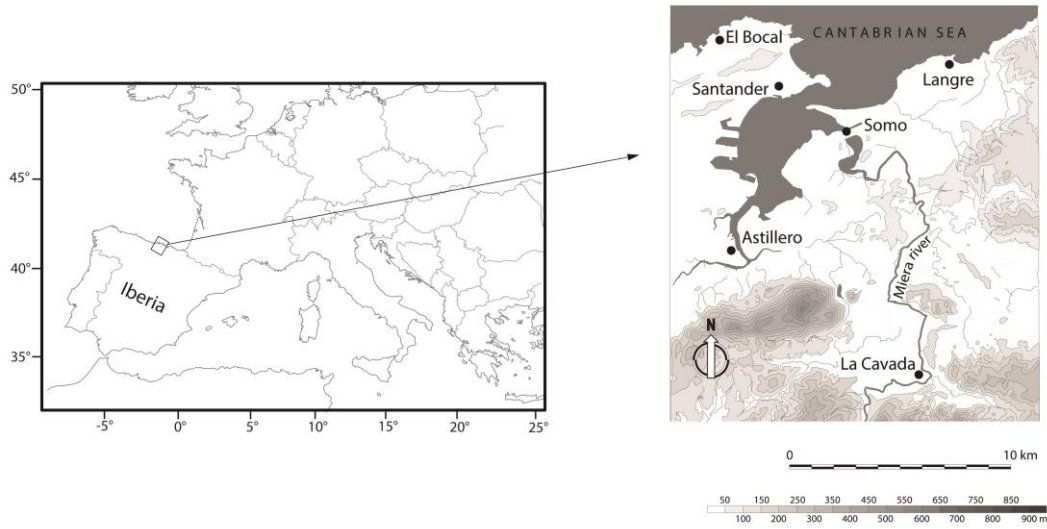 50°
45°
40°
35°
-5°
0°
5°
10°
15°
20°
25°
Iberia
CANTABRIAN SEA
El Bocal
Langre
Santander
Somo
Astillero
Miera river
N
La Cavada
0 10 km
50 150 250 350 450 550 650 750 850
100 200 300 400 500 600 700 800 900 m